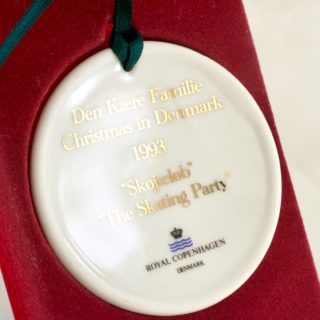 Den Kære Familie
Christmas in Denmark
1993
"Skøjteløb"
"The Skating Party"
ROYAL COPENHAGEN
DENMARK